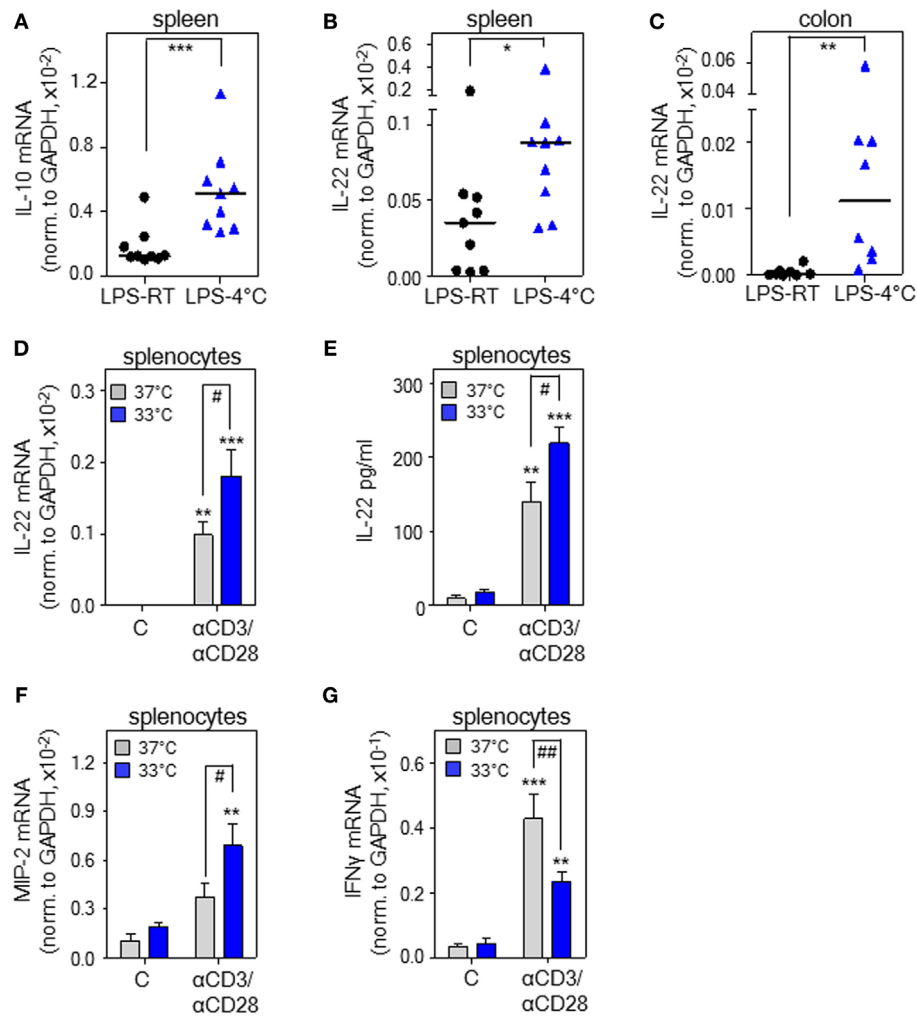 A
spleen
IL-10 mRNA
(norm. to GAPDH, x10-2)
1.2
0.8
0.4
0.0
***
LPS-RT LPS-4°C
B
spleen
IL-22 mRNA
(norm. to GAPDH, x10-2)
0.6
0.4
0.2
0.1
0.05
0.00
*
LPS-RT LPS-4°C
C
colon
IL-22 mRNA
(norm. to GAPDH, x10-2)
0.06
0.04
0.02
0.01
0.00
**
LPS-RT LPS-4°C
D
splenocytes
IL-22 mRNA
(norm. to GAPDH, x10-2)
0.3
0.2
0.1
0.0
37°C
33°C
#
***
**
C αCD3/
αCD28
E
splenocytes
IL-22 pg/ml
300
200
100
0
37°C
33°C
#
***
**
C αCD3/
αCD28
F
splenocytes
MIP-2 mRNA
(norm. to GAPDH, x10-2)
1.2
0.9
0.6
0.3
0.0
37°C
33°C
#
**
C αCD3/
αCD28
G
splenocytes
IFNγ mRNA
(norm. to GAPDH, x10-1)
0.6
0.4
0.2
0.0
37°C
33°C
##
***
**
C αCD3/
αCD28